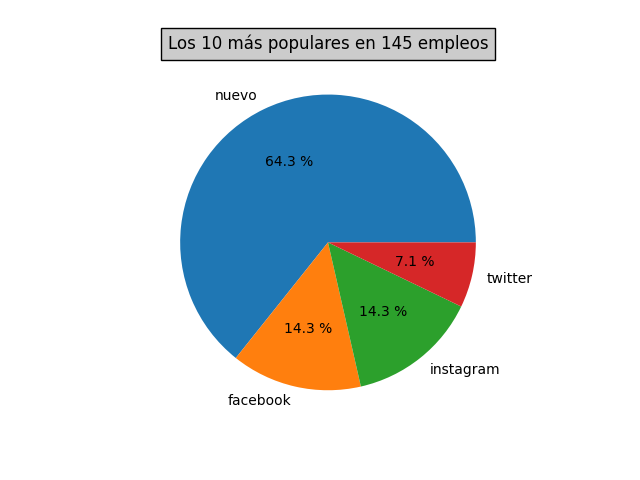 Los 10 más populares en 145 empleos
nuevo
64.3 %
7.1 %
twitter
14.3 %
14.3 %
instagram
facebook